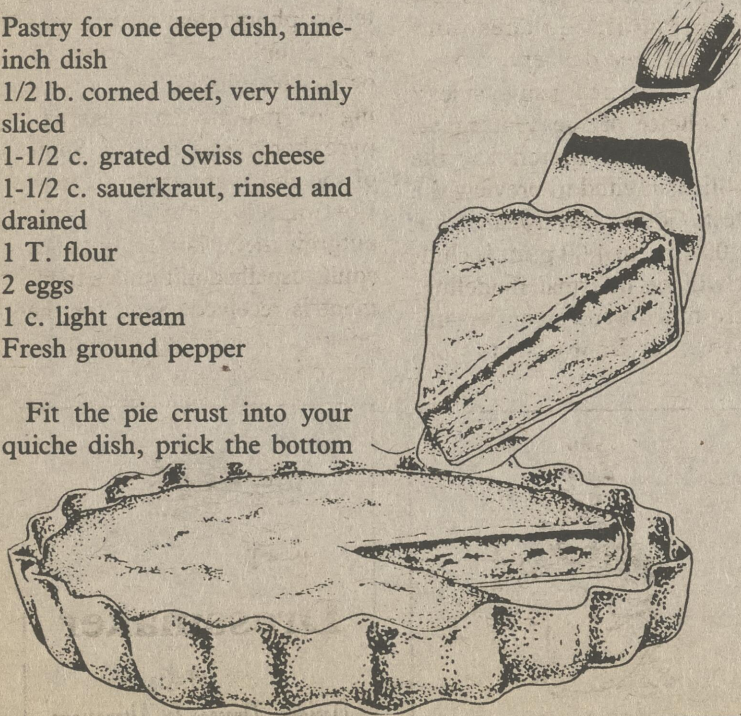 Pastry for one deep dish, nine-
inch dish
1/2 lb. corned beef, very thinly
sliced
1-1/2 c. grated Swiss cheese
1-1/2 c. sauerkraut, rinsed and
drained
1 T. flour
2 eggs
1 c. light cream
Fresh ground pepper
Fit the pie crust into your
quiche dish, prick the bottom